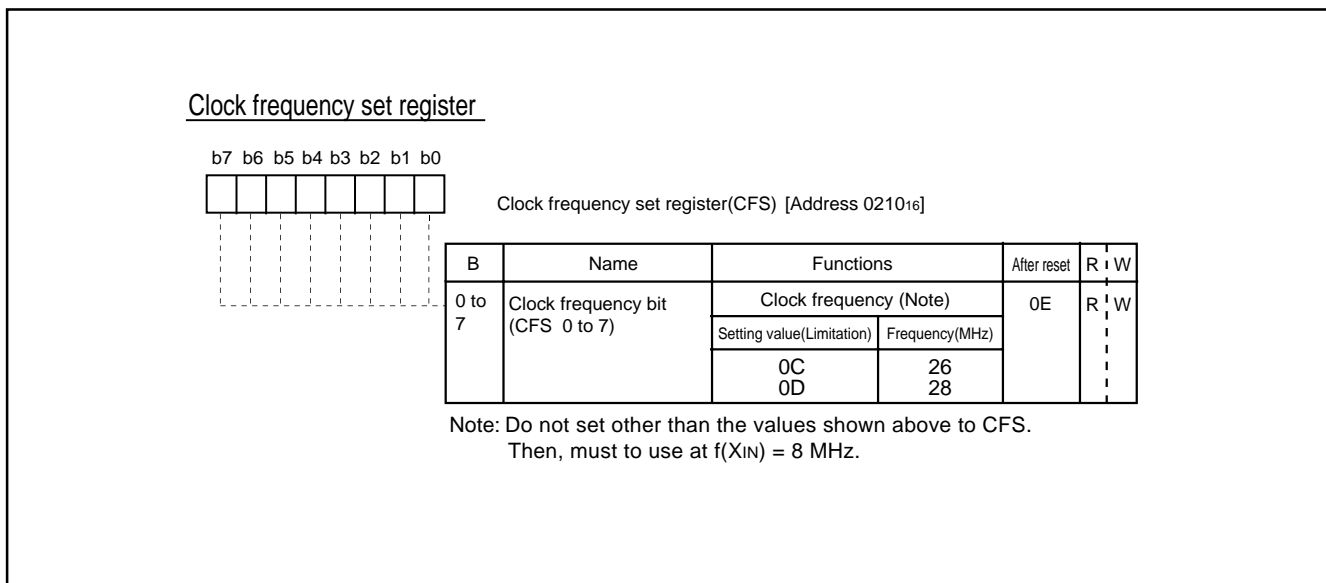 Clock frequency set register
b7 b6 b5 b4 b3 b2 b1 b0
Clock frequency set register(CFS) [Address 021016]
B Name Functions After reset R W
0 to 7 Clock frequency bit (CFS 0 to 7) Clock frequency (Note) 0E R W
Setting value(Limitation) Frequency(MHz)
0C 26
0D 28
Note: Do not set other than the values shown above to CFS.
Then, must to use at f(XIN) = 8 MHz.